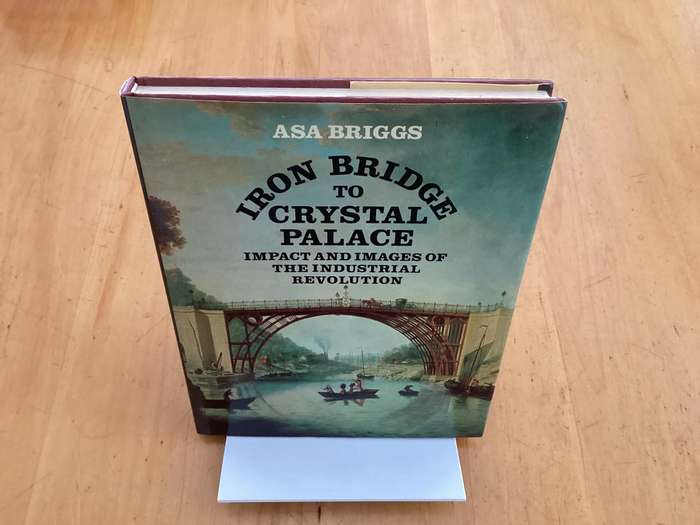 ASA BRIGGS
IRON BRIDGE
TO
CRYSTAL
PALACE
IMPACT AND IMAGES OF
THE INDUSTRIAL
REVOLUTION